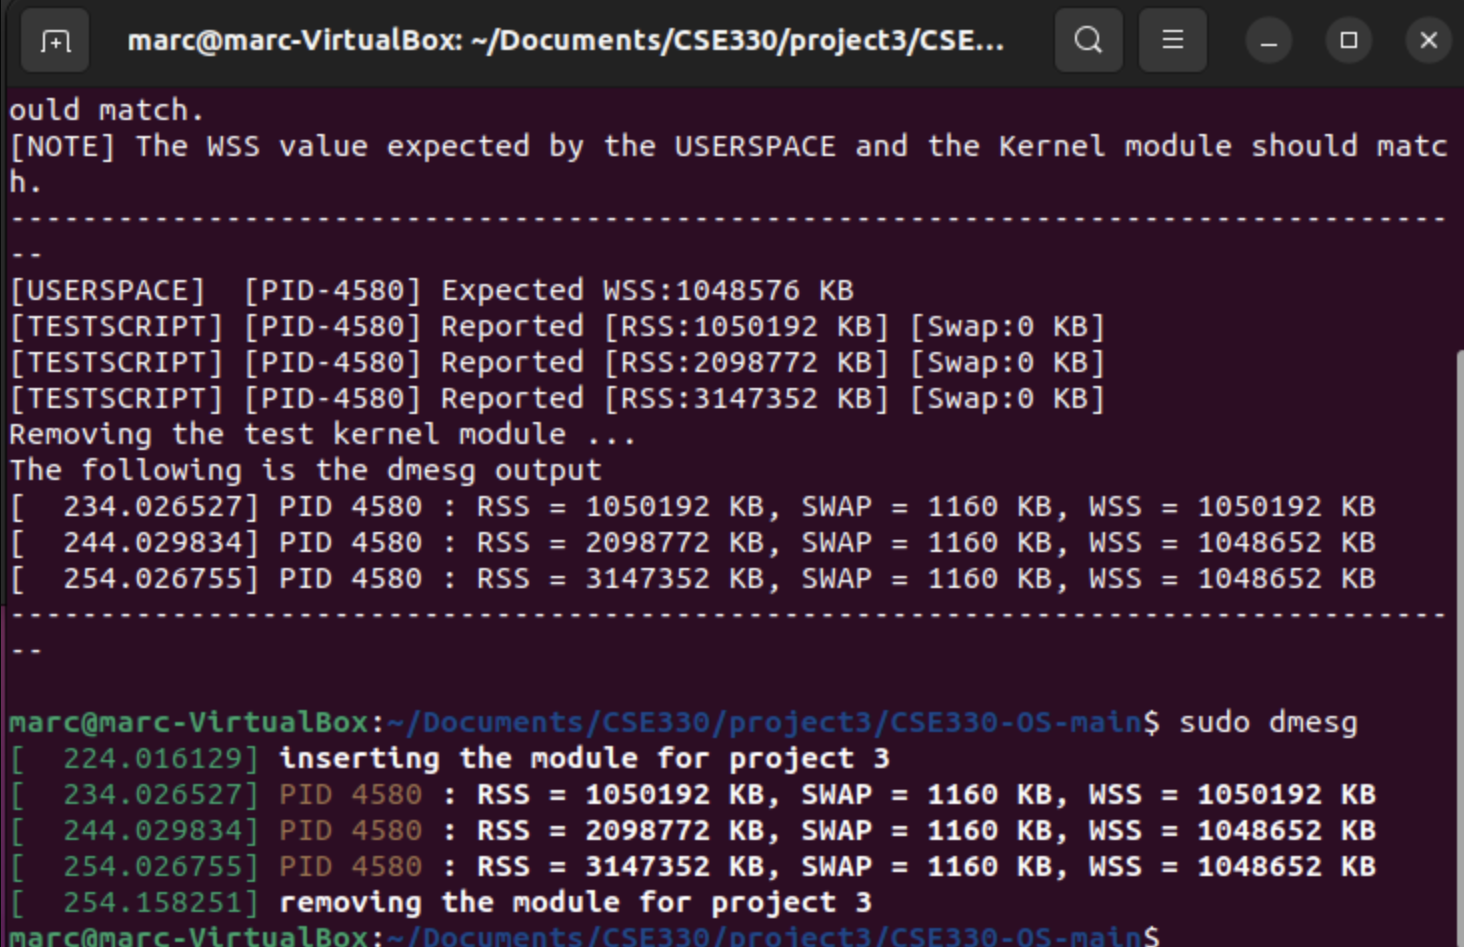 marc@marc-VirtualBox: ~/Documents/CSE330/project3/CSE...
ould match.
[NOTE] The WSS value expected by the USERSPACE and the Kernel module should matc
h.
--------------------------------------------------------------------------------
--
[USERSPACE]  [PID-4580] Expected WSS:1048576 KB
[TESTSCRIPT] [PID-4580] Reported [RSS:1050192 KB] [Swap:0 KB]
[TESTSCRIPT] [PID-4580] Reported [RSS:2098772 KB] [Swap:0 KB]
[TESTSCRIPT] [PID-4580] Reported [RSS:3147352 KB] [Swap:0 KB]
Removing the test kernel module ...
The following is the dmesg output
[  234.026527] PID 4580 : RSS = 1050192 KB, SWAP = 1160 KB, WSS = 1050192 KB
[  244.029834] PID 4580 : RSS = 2098772 KB, SWAP = 1160 KB, WSS = 1048652 KB
[  254.026755] PID 4580 : RSS = 3147352 KB, SWAP = 1160 KB, WSS = 1048652 KB
--------------------------------------------------------------------------------
--
marc@marc-VirtualBox:~/Documents/CSE330/project3/CSE330-OS-main$ sudo dmesg
[  224.016129] inserting the module for project 3
[  234.026527] PID 4580 : RSS = 1050192 KB, SWAP = 1160 KB, WSS = 1050192 KB
[  244.029834] PID 4580 : RSS = 2098772 KB, SWAP = 1160 KB, WSS = 1048652 KB
[  254.026755] PID 4580 : RSS = 3147352 KB, SWAP = 1160 KB, WSS = 1048652 KB
[  254.158251] removing the module for project 3
marc@marc-VirtualBox:~/Documents/CSE330/project3/CSE330-OS-main$